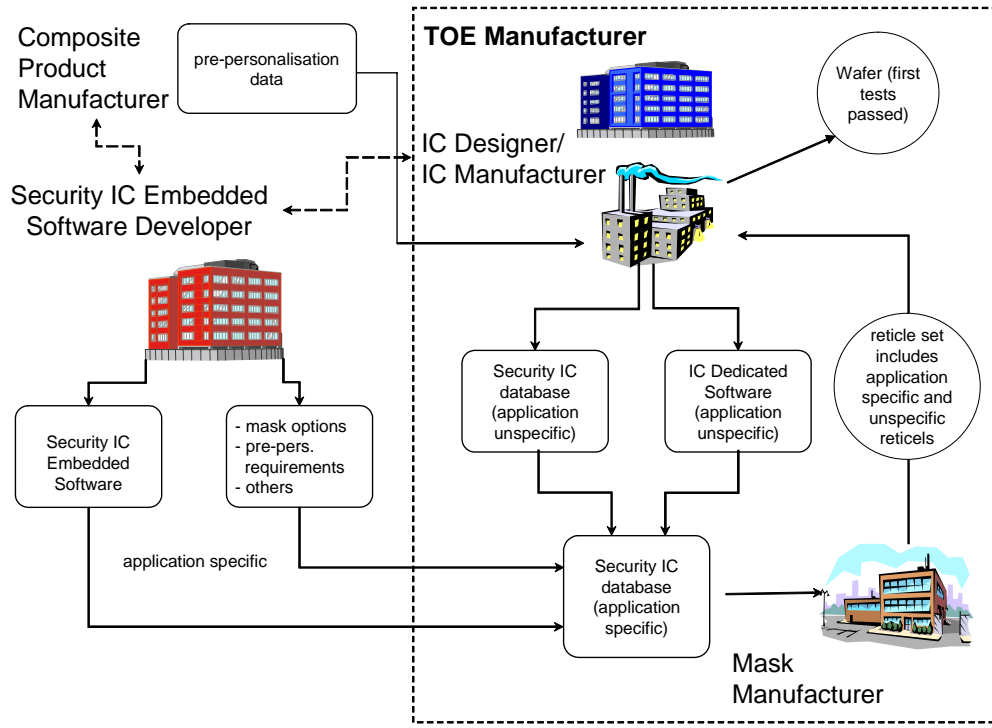 Composite
Product
Manufacturer
pre-personalisation
data
TOE Manufacturer
Wafer (first
tests
passed)
IC Designer/
IC Manufacturer
Security IC Embedded
Software Developer
reticle set
includes
application
specific and
unspecific
reticels
Security IC
database
(application
unspecific)
IC Dedicated
Software
(application
unspecific)
Security IC
Embedded
Software
- mask options
- pre-pers.
requirements
- others
application specific
Security IC
database
(application
specific)
Mask
Manufacturer